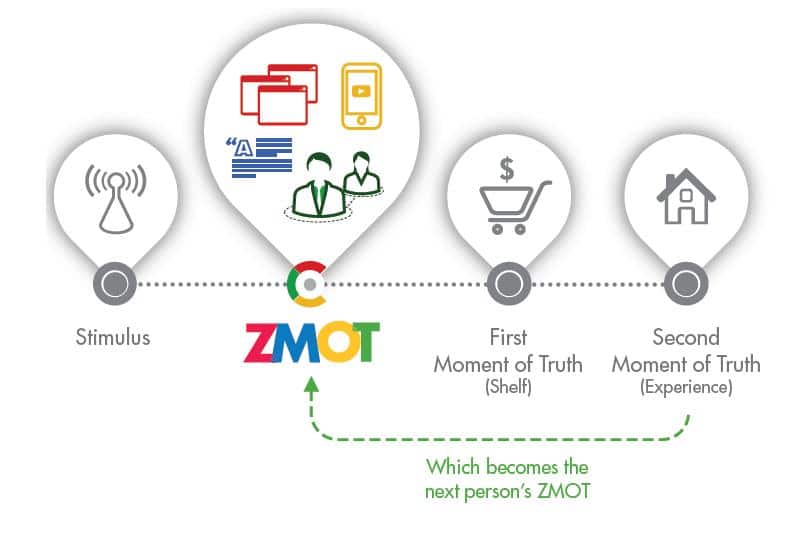 “A
$
Stimulus
ZMOT
First
Moment of Truth
(Shelf)
Second
Moment of Truth
(Experience)
Which becomes the
next person's ZMOT